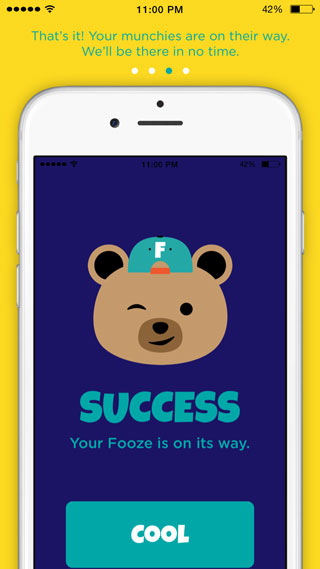 11:00 PM 42%
That's it! Your munchies are on their way.
We'll be there in no time.
11:00 PM 42%
F
SUCCESS
Your Fooze is on its way.
COOL